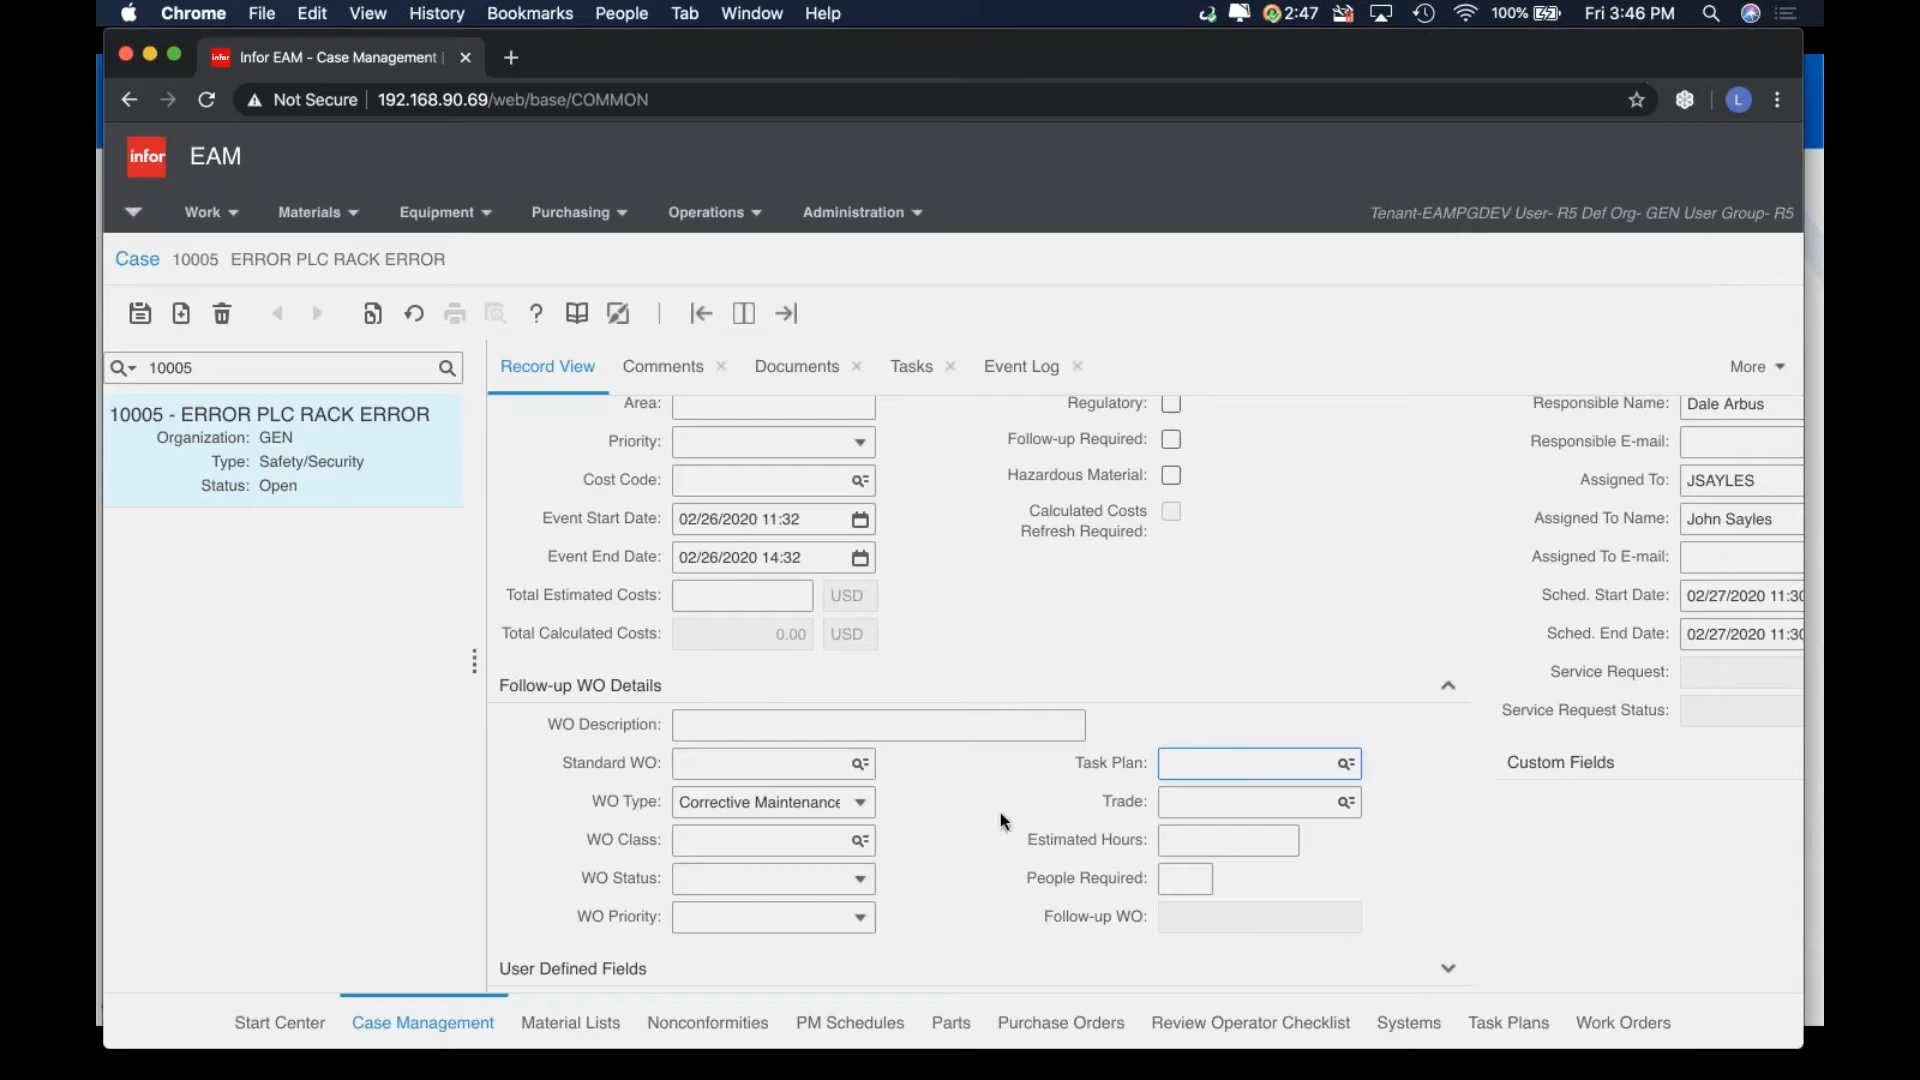 Chrome File Edit View History Bookmarks People Tab Window Help 2:47 100% Fri 3:46 PM
Infor EAM - Case Management |
Not Secure | 192.168.90.69/web/base/COMMON L
infor EAM
Work Materials Equipment Purchasing Operations Administration Tenant-EAMPGDEV User- R5 Def Org- GEN User Group- R5
Case 10005 ERROR PLC RACK ERROR
10005
Record View Comments Documents Tasks Event Log More
10005 - ERROR PLC RACK ERROR
Organization: GEN
Type: Safety/Security
Status: Open
Area: Regulatory: Responsible Name: Dale Arbus
Priority: Follow-up Required: Responsible E-mail:
Cost Code: Hazardous Material: Assigned To: JSAYLES
Event Start Date: 02/26/2020 11:32 Calculated Costs Assigned To Name: John Sayles
Refresh Required:
Event End Date: 02/26/2020 14:32 Assigned To E-mail:
Total Estimated Costs: USD Sched. Start Date: 02/27/2020 11:30
Total Calculated Costs: 0.00 USD Sched. End Date: 02/27/2020 11:30
Service Request:
Follow-up WO Details
Service Request Status:
WO Description:
Standard WO: Task Plan: Custom Fields
WO Type: Corrective Maintenance Trade:
WO Class: Estimated Hours:
WO Status: People Required:
WO Priority: Follow-up WO:
User Defined Fields
Start Center Case Management Material Lists Nonconformities PM Schedules Parts Purchase Orders Review Operator Checklist Systems Task Plans Work Orders